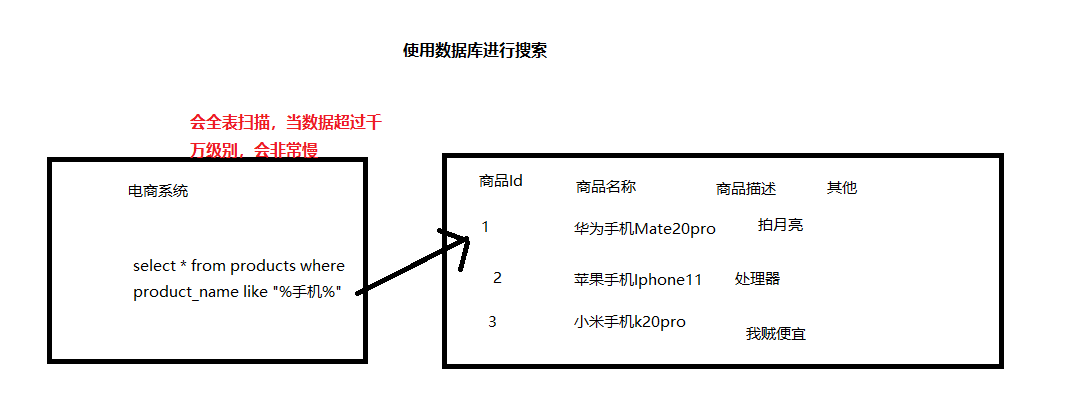 使用数据库进行搜索
会全表扫描，当数据超过千
万级别，会非常慢
电商系统
select * from products where
product_name like "%手机%"
商品Id 商品名称 商品描述 其他
1 华为手机Mate20pro 拍月亮
2 苹果手机Iphone11 处理器
3 小米手机k20pro 我贼便宜